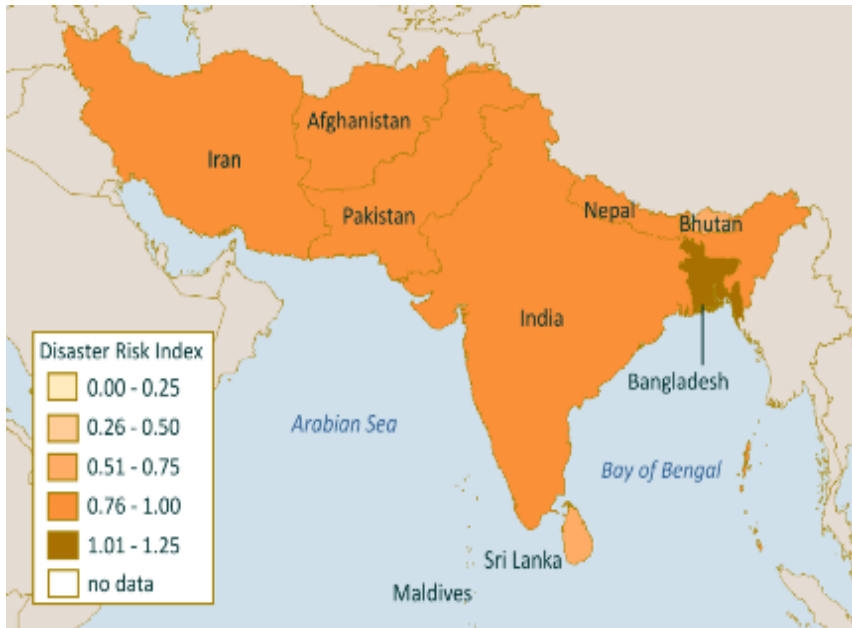 Afghanistan
Iran
Pakistan
Nepal
Bhutan
India
Bangladesh
Arabian Sea
Bay of Bengal
Sri Lanka
Maldives
Disaster Risk Index
0.00 - 0.25
0.26 - 0.50
0.51 - 0.75
0.76 - 1.00
1.01 - 1.25
no data